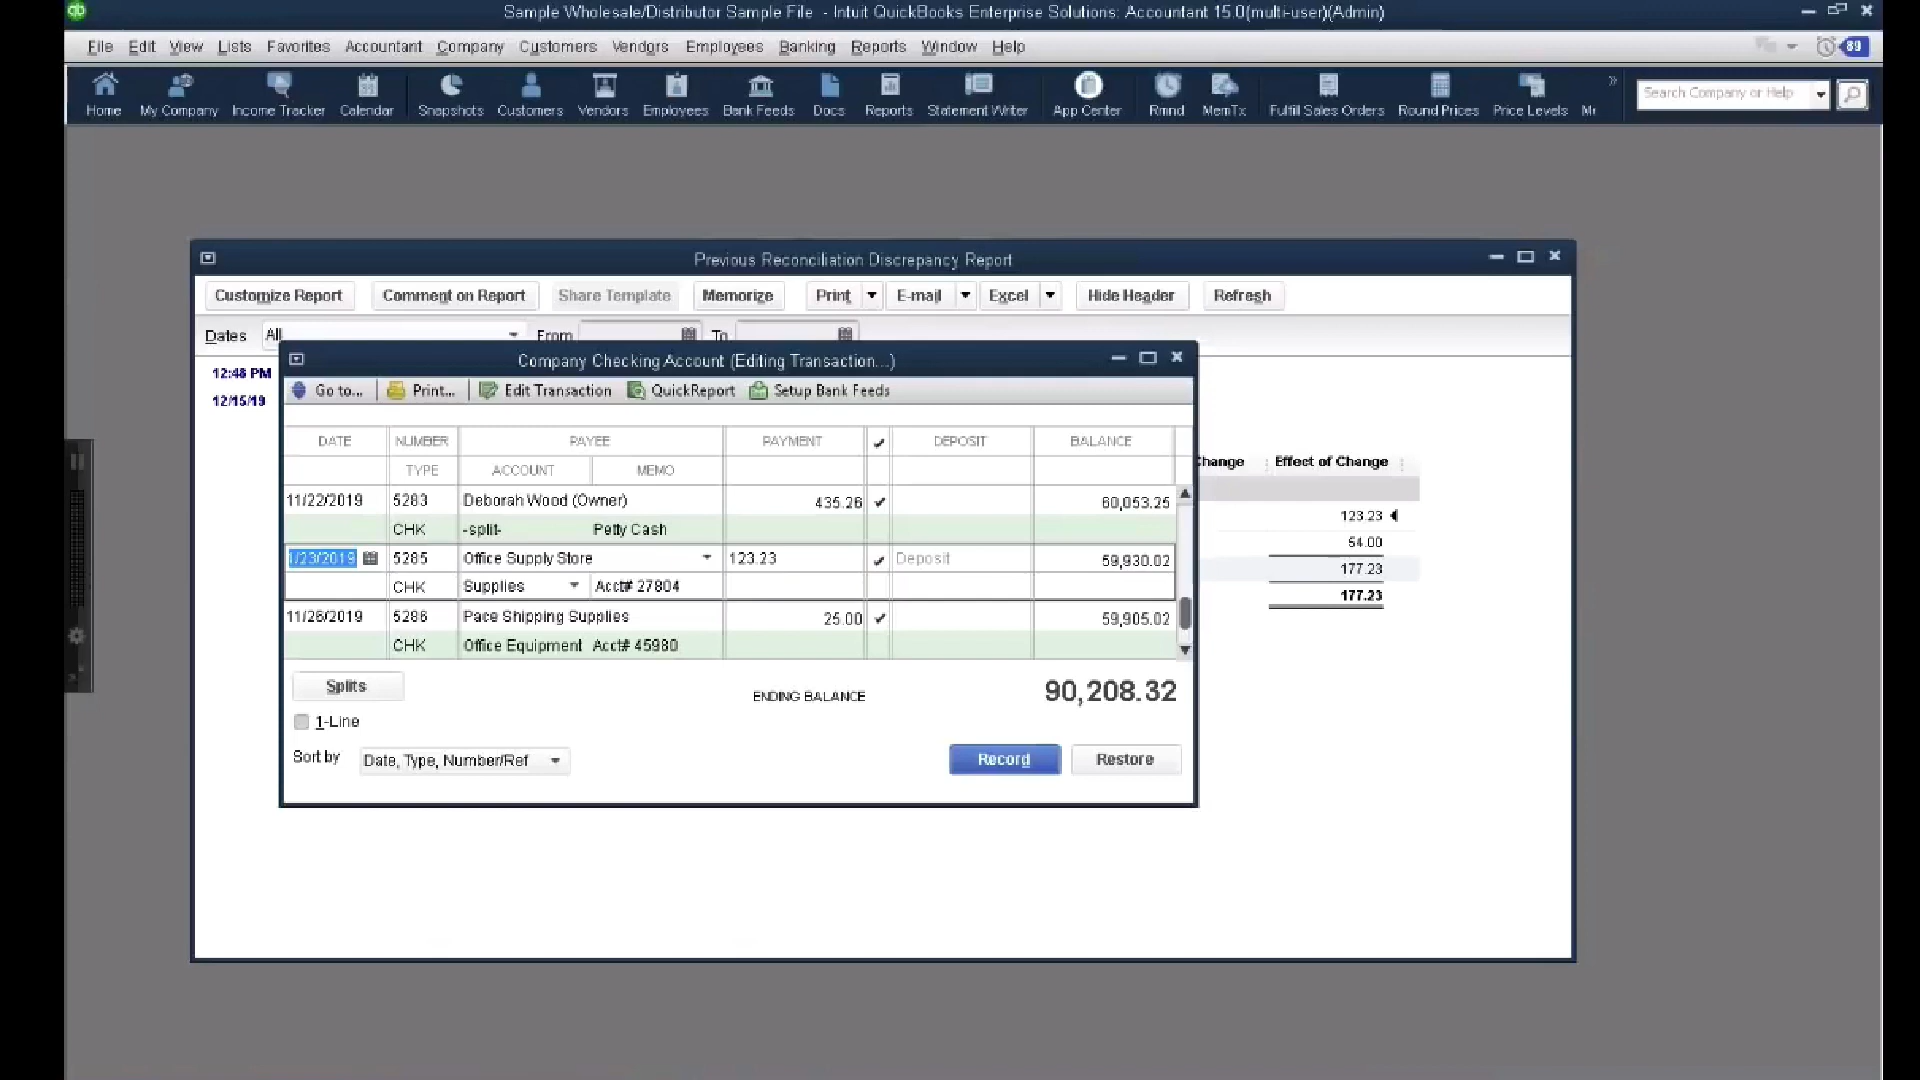 Sample Wholesale/Distributor Sample File - Intuit QuickBooks Enterprise Solutions: Accountant 15.0(multi-user)(Admin)
File Edit View Lists Favorites Accountant Company Customers Vendors Employees Banking Reports Window Help
89
Home My Company Income Tracker Calendar Snapshots Customers Vendors Employees Bank Feeds Docs Reports Statement Writer App Center Rmnd MemTx Fulfill Sales Orders Round Prices Price Levels
Search Company or Help
Previous Reconciliation Discrepancy Report
Customize Report Comment on Report Share Template Memorize Print E-mail Excel Hide Header Refresh
Dates All From To
12:48 PM
12/15/19
Company Checking Account (Editing Transaction...)
Go to... Print... Edit Transaction QuickReport Setup Bank Feeds
DATE NUMBER PAYEE PAYMENT ✓ DEPOSIT BALANCE
TYPE ACCOUNT MEMO
11/22/2019 5283 Deborah Wood (Owner) 435.26 ✓ 60,053.25
CHK -split- Petty Cash
1/23/2019 5285 Office Supply Store 123.23 ✓ Deposit 59,930.02
CHK Supplies Acct# 27804
11/26/2019 5286 Pace Shipping Supplies 25.00 ✓ 59,905.02
CHK Office Equipment Acct# 45980
Splits
ENDING BALANCE 90,208.32
1-Line
Sort by Date, Type, Number/Ref
Record Restore
Change Effect of Change
123.23
54.00
177.23
177.23